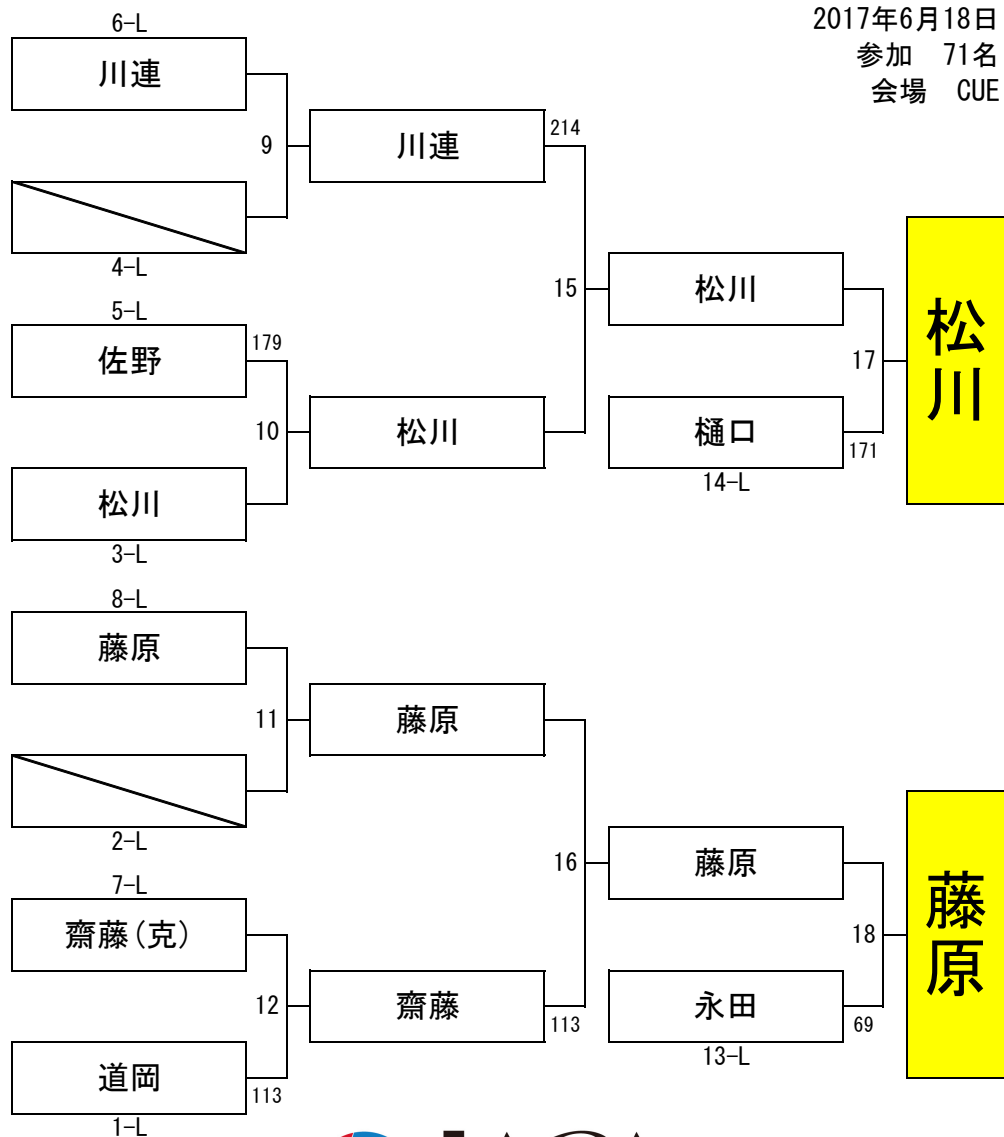 2017年6月18日
参加　71名
会場　CUE
6-L
川連
9
川連
214
4-L
5-L
佐野
179
15
松川
17
松川
10
松川
樋口
171
14-L
松川
3-L
8-L
藤原
11
藤原
2-L
7-L
齋藤(克)
16
藤原
18
藤原
12
齋藤
113
永田
69
13-L
道岡
113
1-L